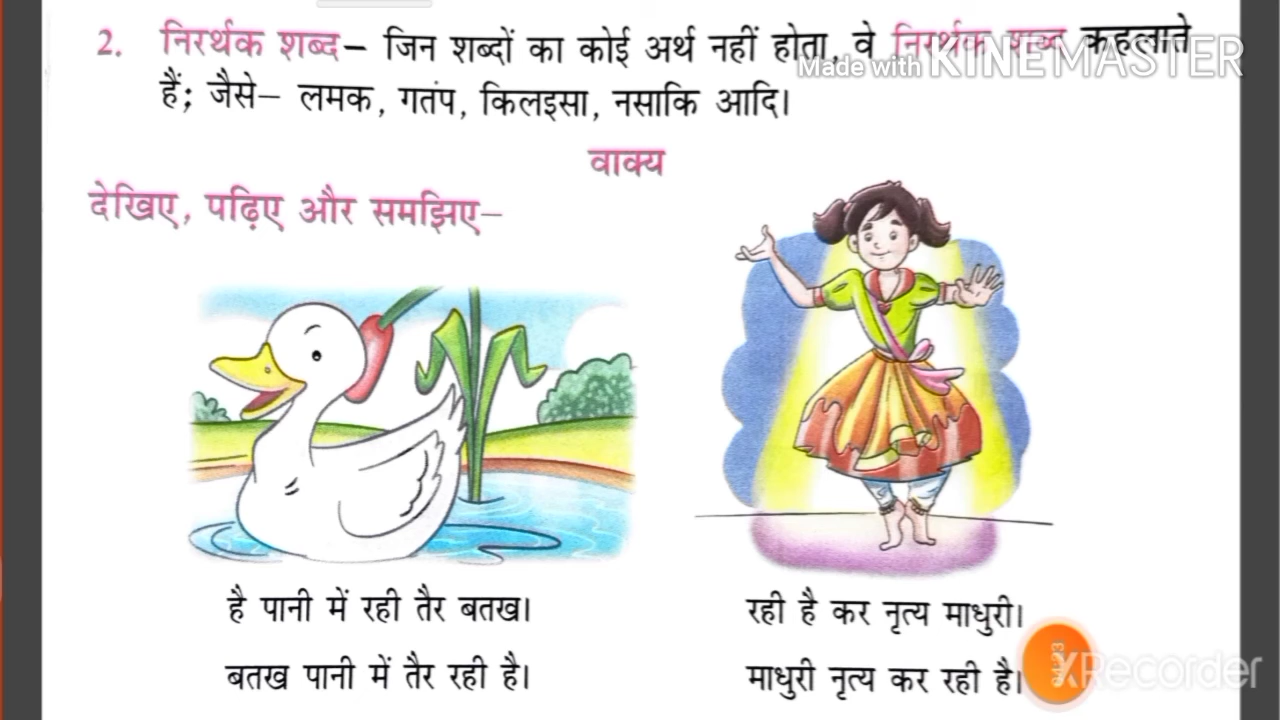 2. निरर्थक शब्द– जिन शब्दों का कोई अर्थ नहीं होता, वे निरर्थक शब्द कहलाते
Made with KINEMASTER
हैं; जैसे– लमक, गतंप, किलइसा, नसाकि आदि।
वाक्य
देखिए, पढ़िए और समझिए–
है पानी में रही तैर बतख।
रही है कर नृत्य माधुरी।
बतख पानी में तैर रही है।
माधुरी नृत्य कर रही है।
XRecorder